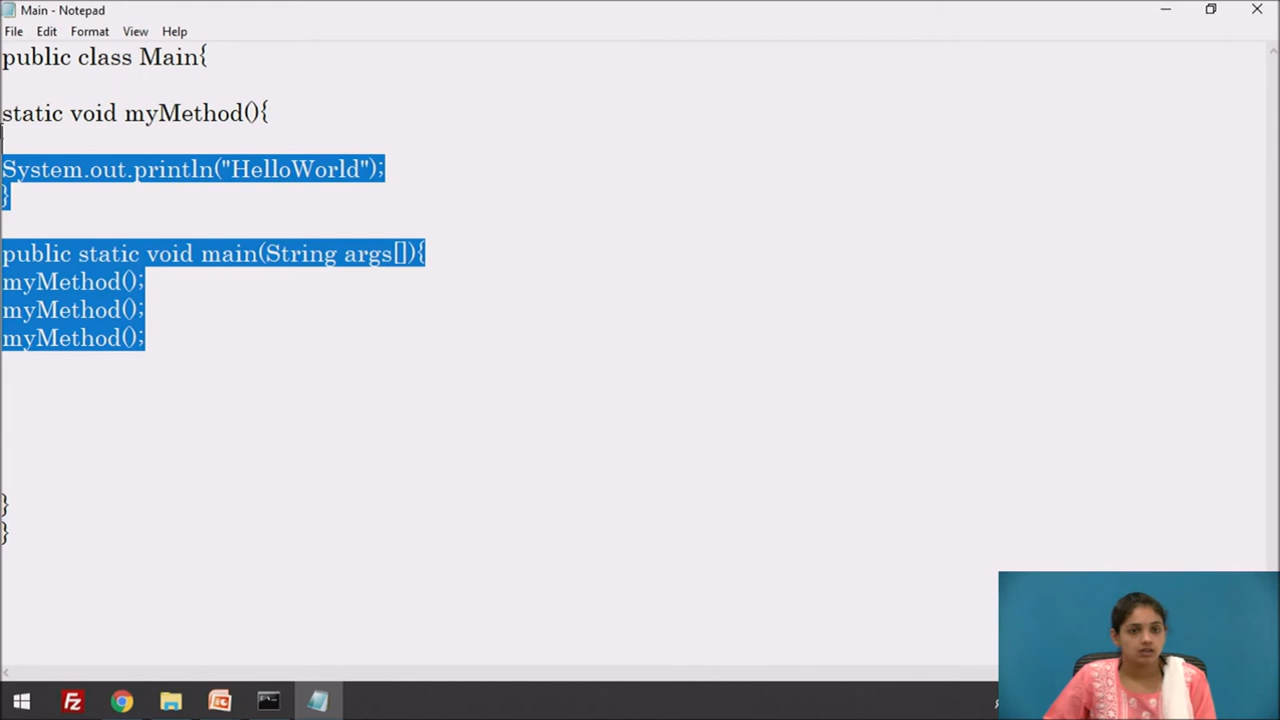 Main - Notepad
File Edit Format View Help
public class Main{
static void myMethod(){
System.out.println("HelloWorld");
}
public static void main(String args[]){
myMethod();
myMethod();
myMethod();
}
}
Fz